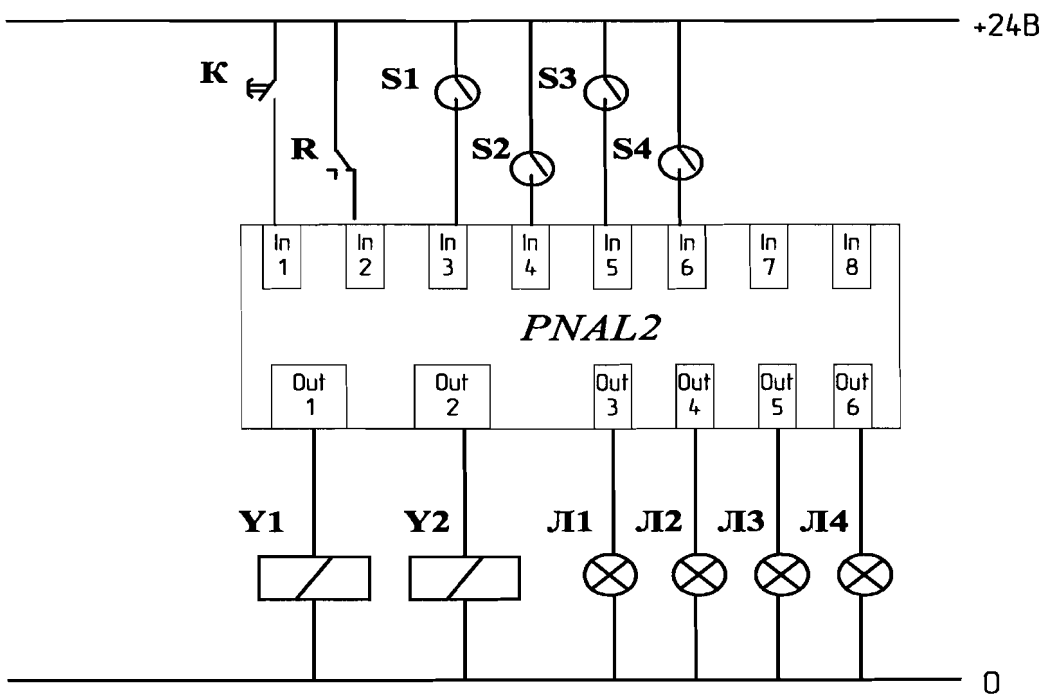 +24В
K
S1
S3
R
S2
S4
In 1
In 2
In 3
In 4
In 5
In 6
In 7
In 8
PNAL2
Out 1
Out 2
Out 3
Out 4
Out 5
Out 6
Y1
Y2
Л1
Л2
Л3
Л4
0